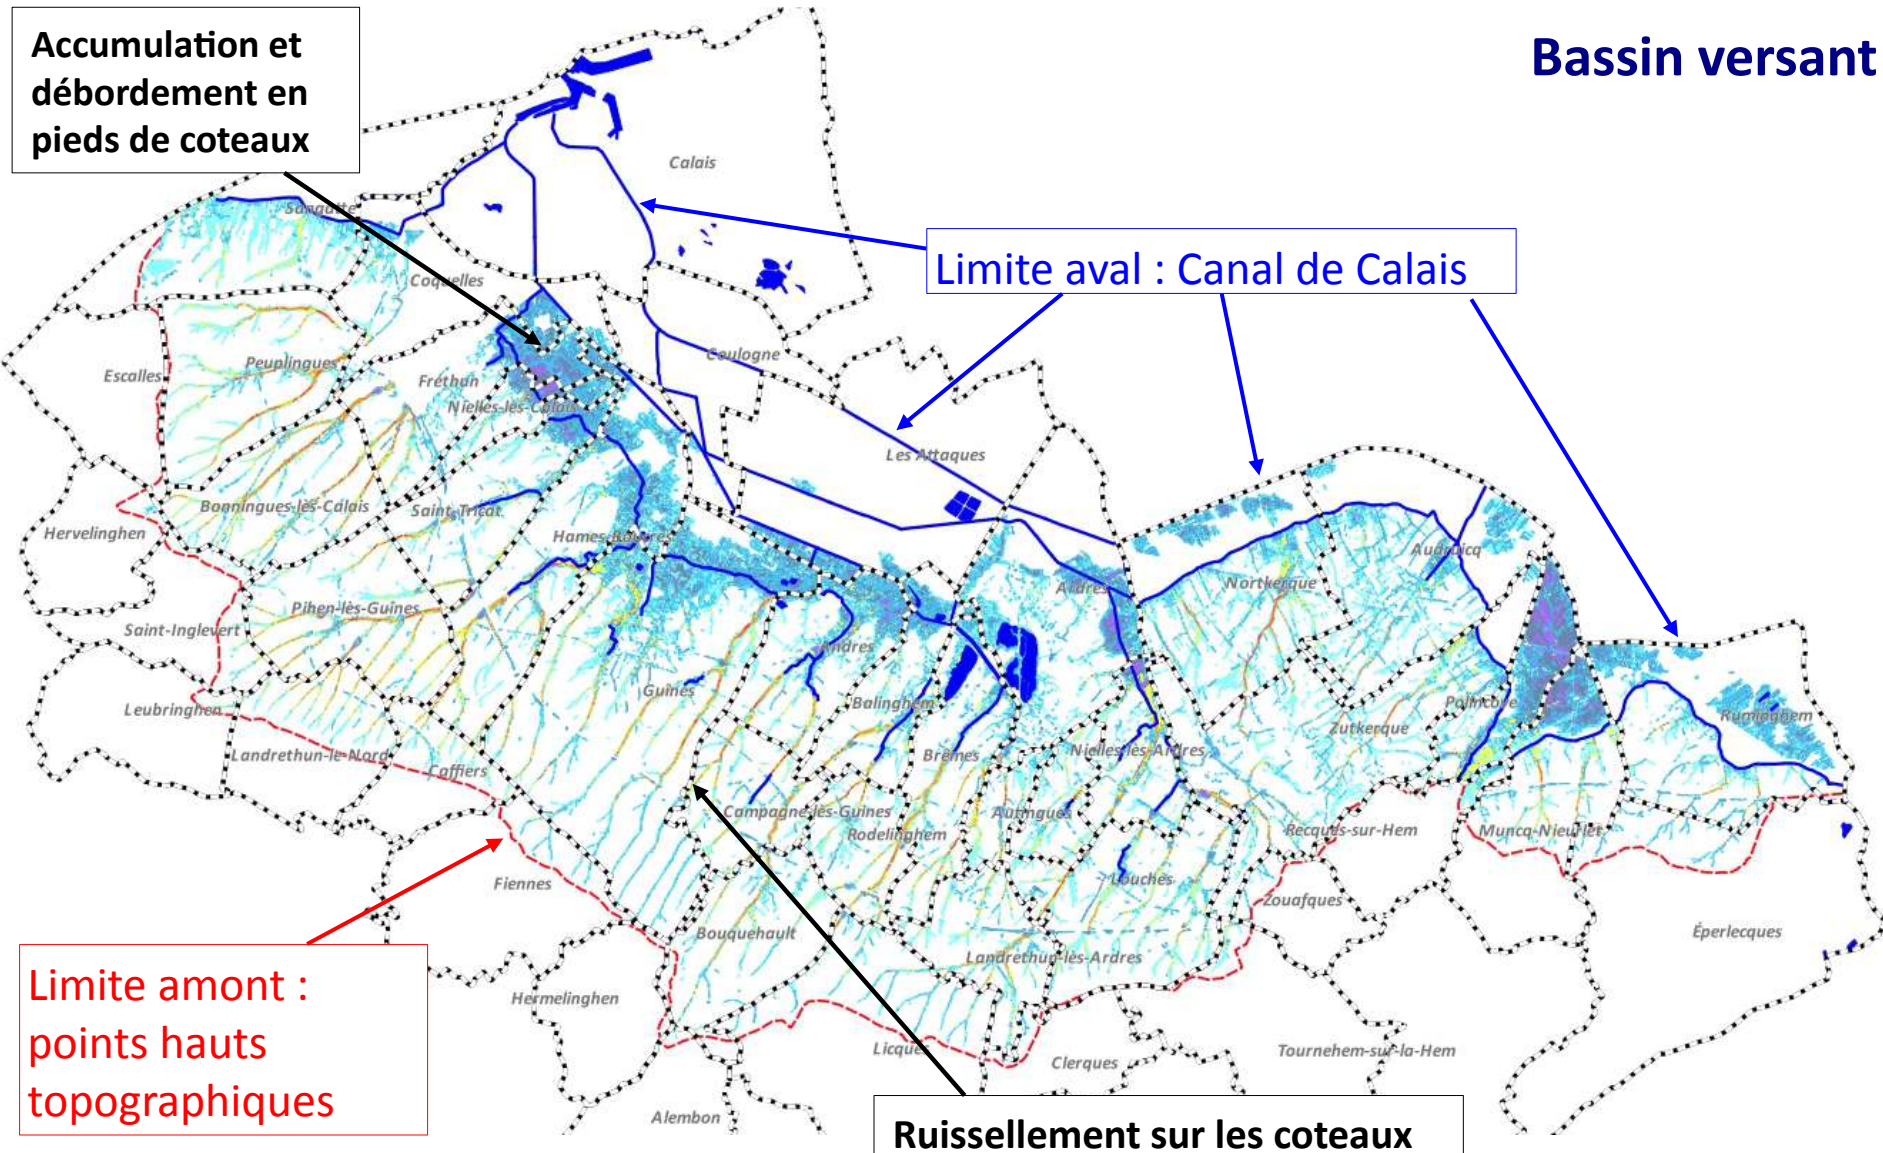 Accumulation et
débordement en
pieds de coteaux
Bassin versant
Calais
Sangatte
Limite aval : Canal de Calais
Coquelles
Coulogne
Escalles
Peuplingues
Fréthun
Nielles-lès-Calais
Les Attaques
Bonningues-lès-Calais
Saint-Tricat
Hervelinghen
Hames-Boucres
Audruicq
Ardres
Nortkerque
Pihen-lès-Guînes
Saint-Inglevert
Andres
Guînes
Balinghem
Polincove
Ruminghem
Leubringhen
Zutkerque
Landrethun-le-Nord
Caffiers
Brêmes
Nielles-lès-Ardres
Campagne-lès-Guines
Rodelinghem
Autingues
Recques-sur-Hem
Muncq-Nieurlet
Fiennes
Louches
Zouafques
Bouquehault
Éperlecques
Landrethun-lès-Ardres
Limite amont :
points hauts
topographiques
Hermelinghen
Licques
Clerques
Tournehem-sur-la-Hem
Alembon
Ruissellement sur les coteaux